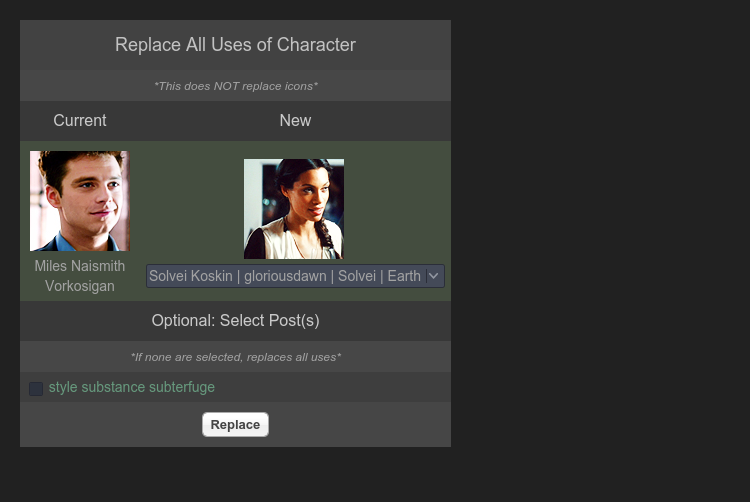 Replace All Uses of Character
*This does NOT replace icons*
Current New
Miles Naismith
Vorkosigan
Solvei Koskin | gloriousdawn | Solvei | Earth
Optional: Select Post(s)
*If none are selected, replaces all uses*
style substance subterfuge
Replace